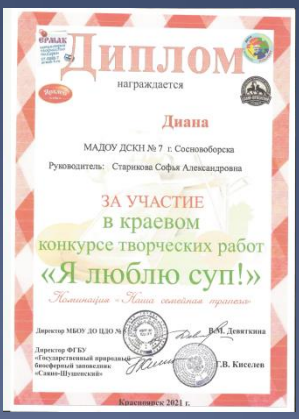 ЕРМАК
ДИПЛОМ
награждается
Ярило
Диана
МАДОУ ДСКН № 7 г. Сосновоборска
Руководитель: Старикова Софья Александровна
ЗА УЧАСТИЕ
в краевом
конкурсе творческих работ
«Я люблю суп!»
Номинация «Наша семейная трапеза»
Директор МБОУ ДО ЦДО №
В.М. Девяткина
Директор ФГБУ
«Государственный природный
биосферный заповедник
«Саяно-Шушенский»
Г.В. Киселев
Красноярск 2021 г.